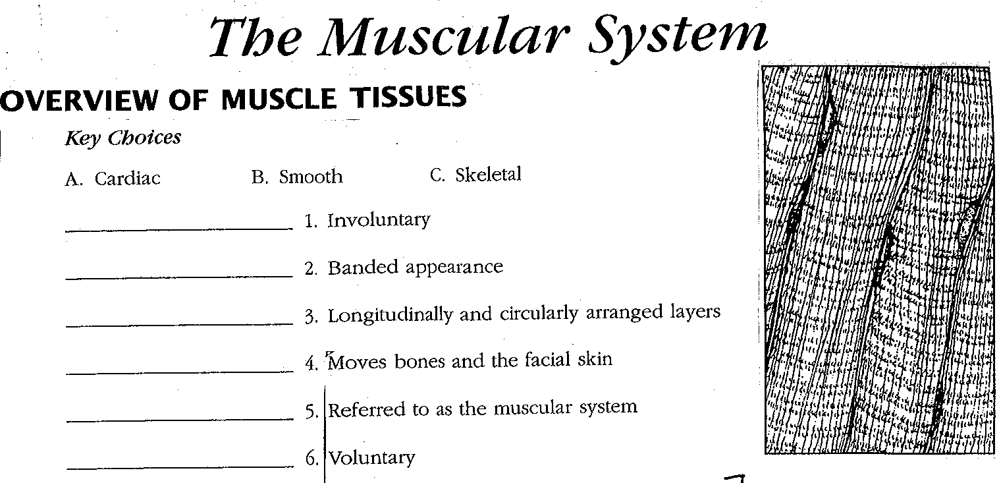 The Muscular System
OVERVIEW OF MUSCLE TISSUES
Key Choices
A. Cardiac B. Smooth C. Skeletal
1. Involuntary
2. Banded appearance
3. Longitudinally and circularly arranged layers
4. Moves bones and the facial skin
5. Referred to as the muscular system
6. Voluntary